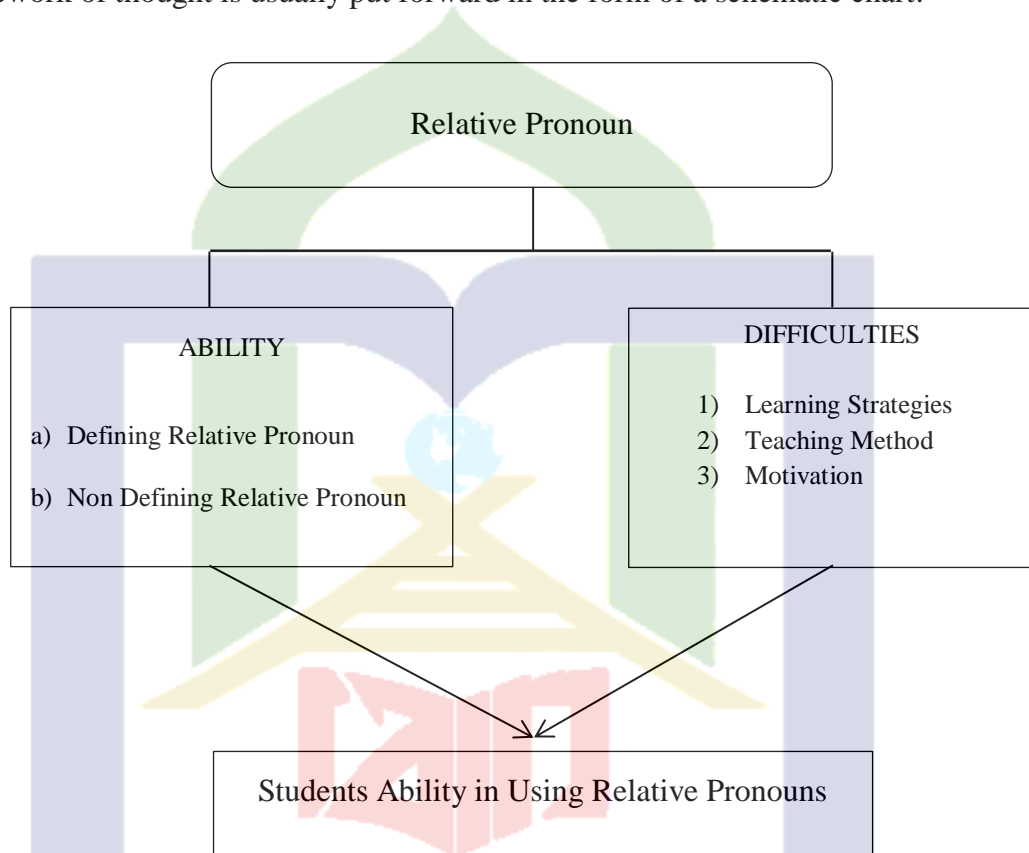 ework of thought is usually put forward in the form of a schematic chart.
Relative Pronoun
ABILITY
a) Defining Relative Pronoun
b) Non Defining Relative Pronoun
DIFFICULTIES
1) Learning Strategies
2) Teaching Method
3) Motivation
Students Ability in Using Relative Pronouns